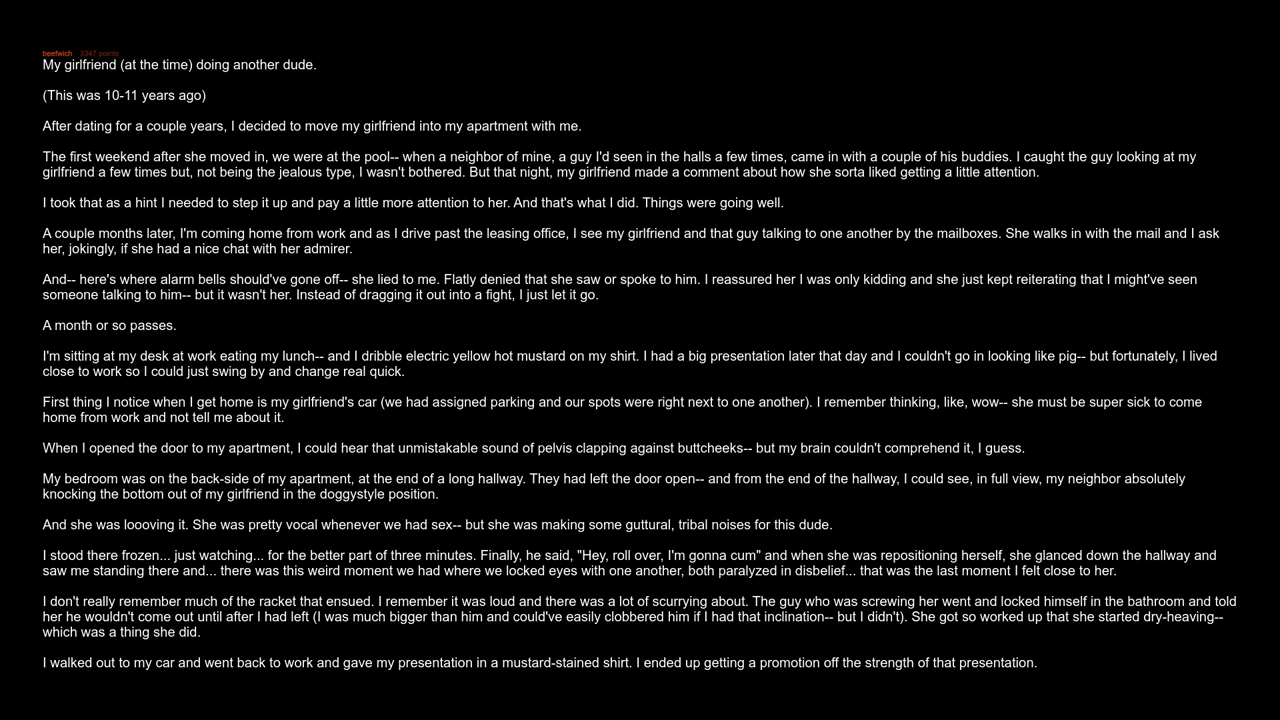 beefwich 2347 points
My girlfriend (at the time) doing another dude.
(This was 10-11 years ago)
After dating for a couple years, I decided to move my girlfriend into my apartment with me.
The first weekend after she moved in, we were at the pool-- when a neighbor of mine, a guy I'd seen in the halls a few times, came in with a couple of his buddies. I caught the guy looking at my
girlfriend a few times but, not being the jealous type, I wasn't bothered. But that night, my girlfriend made a comment about how she sorta liked getting a little attention.
I took that as a hint I needed to step it up and pay a little more attention to her. And that's what I did. Things were going well.
A couple months later, I'm coming home from work and as I drive past the leasing office, I see my girlfriend and that guy talking to one another by the mailboxes. She walks in with the mail and I ask
her, jokingly, if she had a nice chat with her admirer.
And-- here's where alarm bells should've gone off-- she lied to me. Flatly denied that she saw or spoke to him. I reassured her I was only kidding and she just kept reiterating that I might've seen
someone talking to him-- but it wasn't her. Instead of dragging it out into a fight, I just let it go.
A month or so passes.
I'm sitting at my desk at work eating my lunch-- and I dribble electric yellow hot mustard on my shirt. I had a big presentation later that day and I couldn't go in looking like pig-- but fortunately, I lived
close to work so I could just swing by and change real quick.
First thing I notice when I get home is my girlfriend's car (we had assigned parking and our spots were right next to one another). I remember thinking, like, wow-- she must be super sick to come
home from work and not tell me about it.
When I opened the door to my apartment, I could hear that unmistakable sound of pelvis clapping against buttcheeks-- but my brain couldn't comprehend it, I guess.
My bedroom was on the back-side of my apartment, at the end of a long hallway. They had left the door open-- and from the end of the hallway, I could see, in full view, my neighbor absolutely
knocking the bottom out of my girlfriend in the doggystyle position.
And she was loooving it. She was pretty vocal whenever we had sex-- but she was making some guttural, tribal noises for this dude.
I stood there frozen... just watching... for the better part of three minutes. Finally, he said, "Hey, roll over, I'm gonna cum" and when she was repositioning herself, she glanced down the hallway and
saw me standing there and... there was this weird moment we had where we locked eyes with one another, both paralyzed in disbelief... that was the last moment I felt close to her.
I don't really remember much of the racket that ensued. I remember it was loud and there was a lot of scurrying about. The guy who was screwing her went and locked himself in the bathroom and told
her he wouldn't come out until after I had left (I was much bigger than him and could've easily clobbered him if I had that inclination-- but I didn't). She got so worked up that she started dry-heaving--
which was a thing she did.
I walked out to my car and went back to work and gave my presentation in a mustard-stained shirt. I ended up getting a promotion off the strength of that presentation.